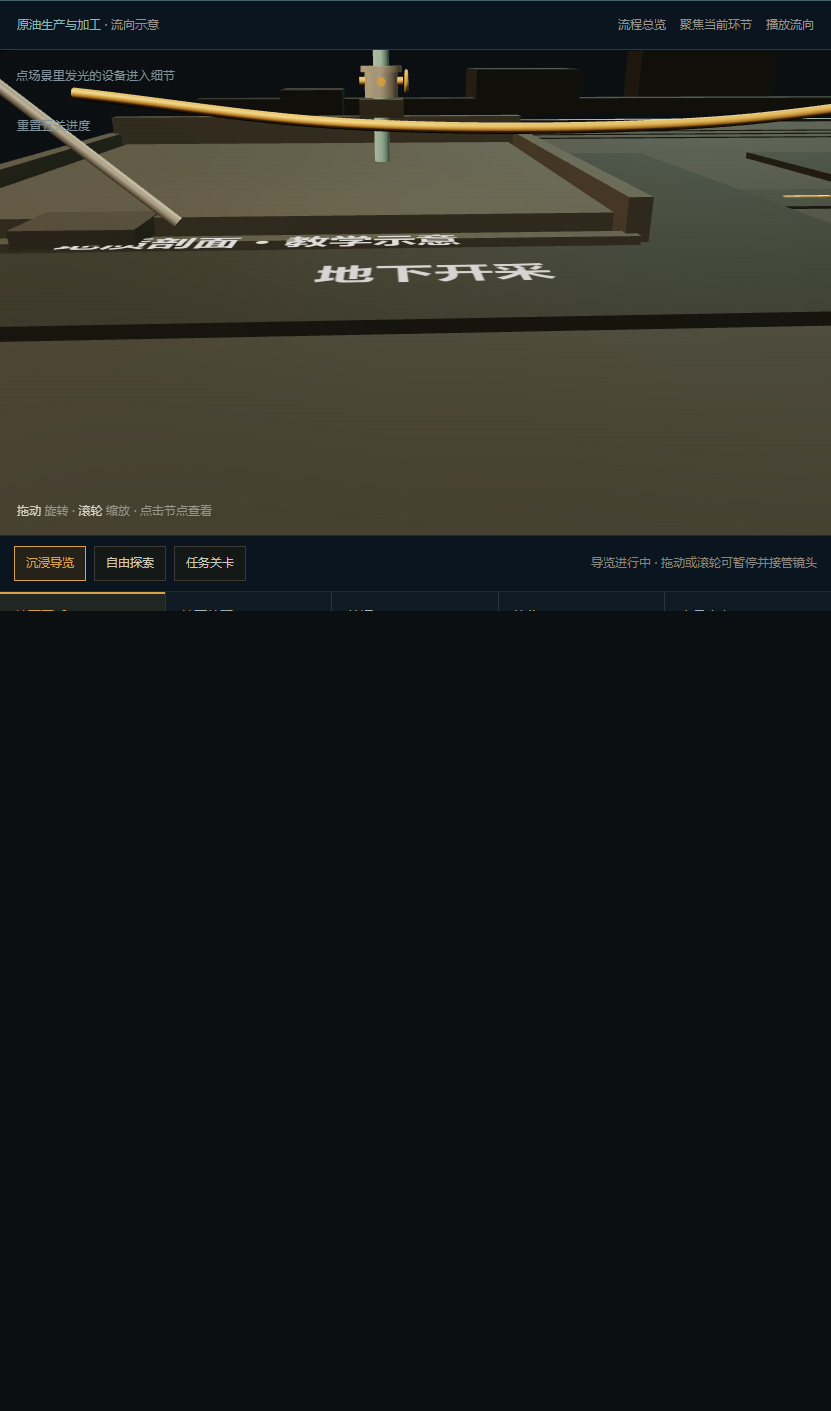 原油生产与加工 · 流向示意
流程总览 聚焦当前环节 播放流向
点场景里发光的设备进入细节
剖面 · 教学示意
地下开采
拖动 旋转 · 滚轮 缩放 · 点击节点查看
沉浸导览 自由探索 任务关卡
导览进行中 · 拖动或滚轮可暂停并接管镜头